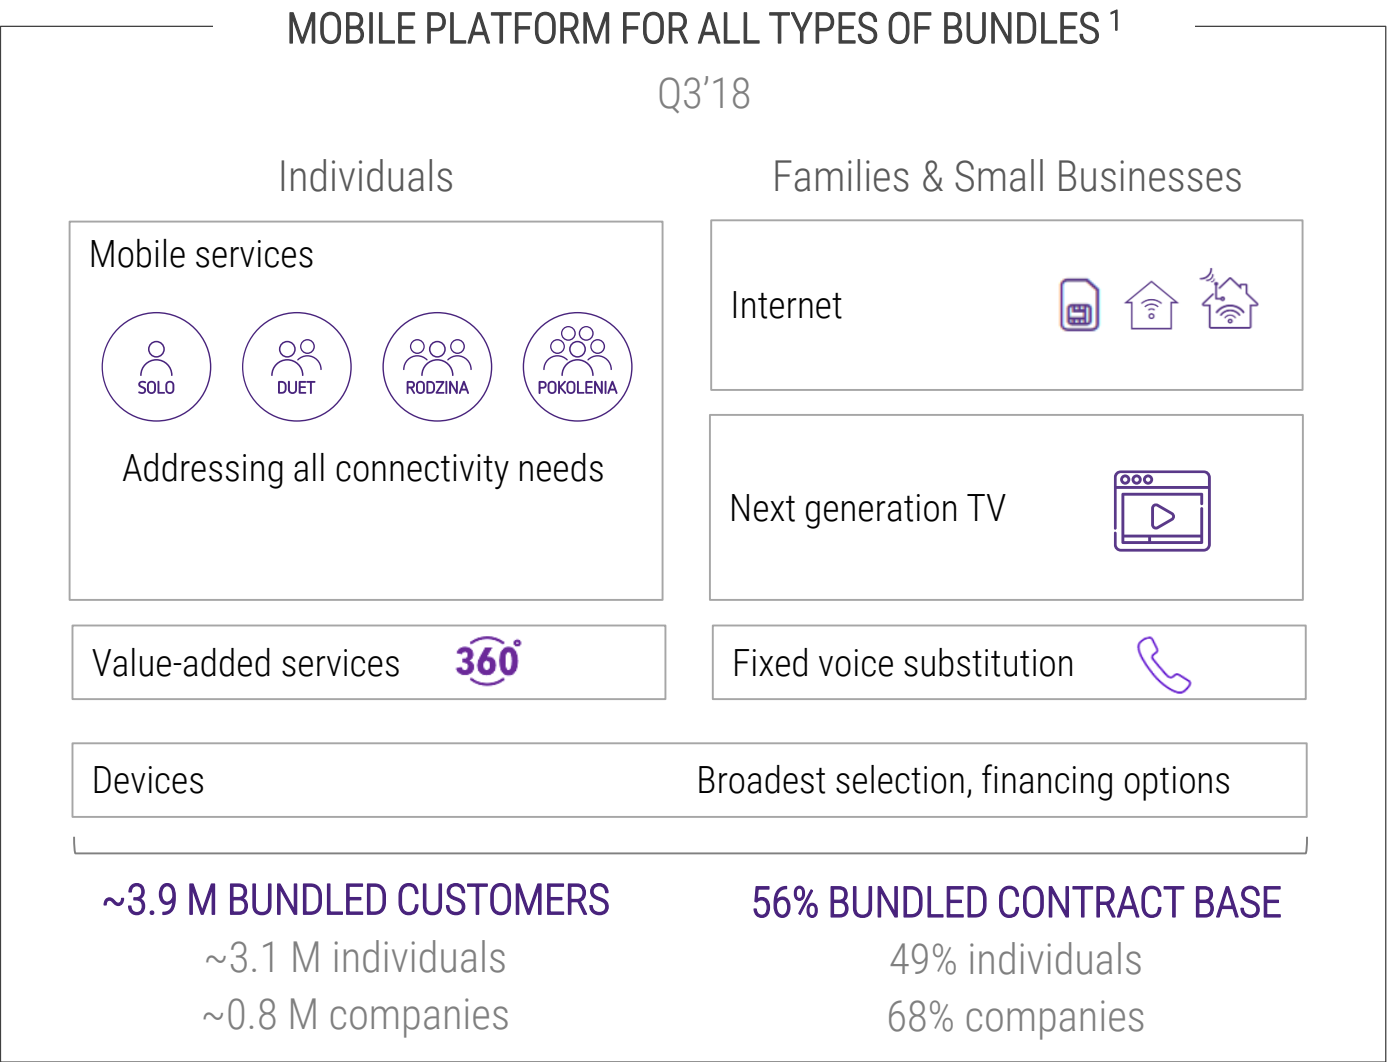 MOBILE PLATFORM FOR ALL TYPES OF BUNDLES 1
Q3'18
Individuals
Mobile services
SOLO
DUET
RODZINA
POKOLENIA
Addressing all connectivity needs
Value-added services 360°
Families & Small Businesses
Internet
Next generation TV
Fixed voice substitution
Devices
Broadest selection, financing options
~3.9 M BUNDLED CUSTOMERS
~3.1 M individuals
~0.8 M companies
56% BUNDLED CONTRACT BASE
49% individuals
68% companies